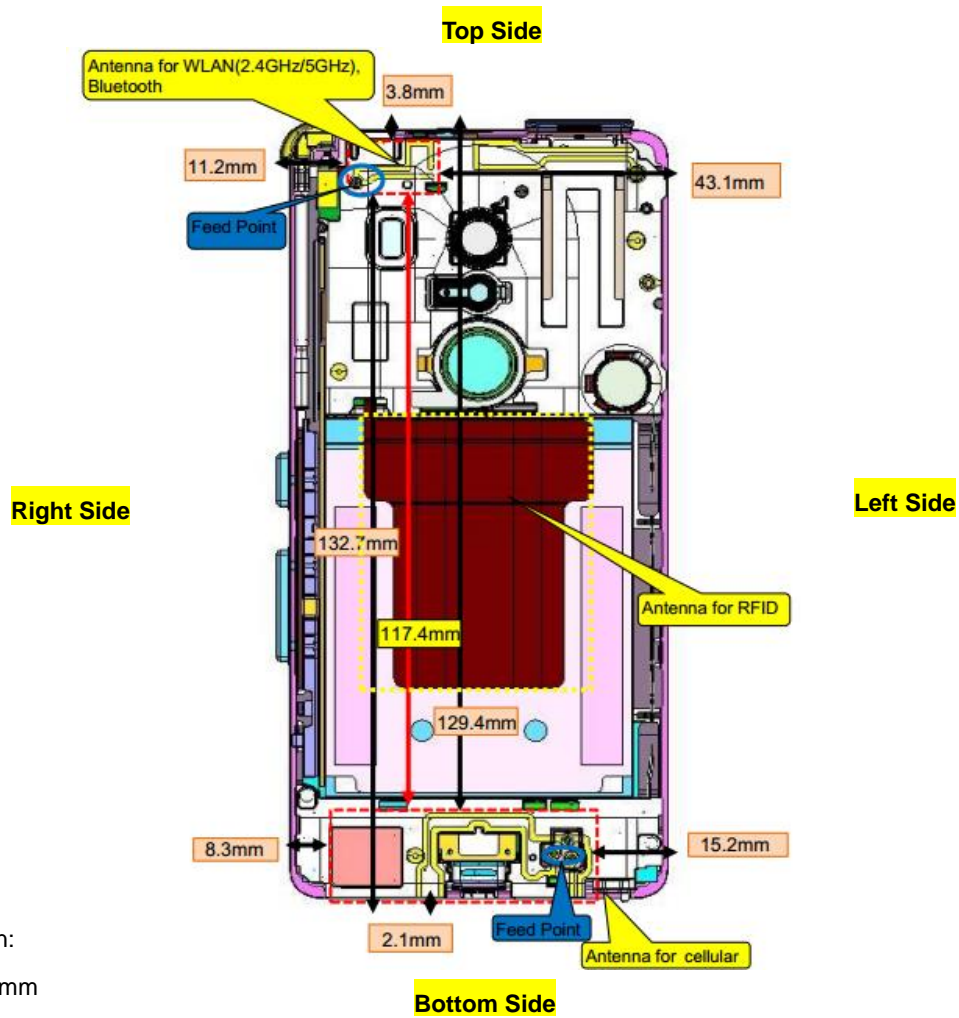 Top Side
Antenna for WLAN(2.4GHz/5GHz),
Bluetooth
3.8mm
11.2mm
43.1mm
Feed Point
Right Side
Left Side
132.7mm
Antenna for RFID
117.4mm
129.4mm
8.3mm
15.2mm
Feed Point
2.1mm
Antenna for cellular
n:
mm
Bottom Side